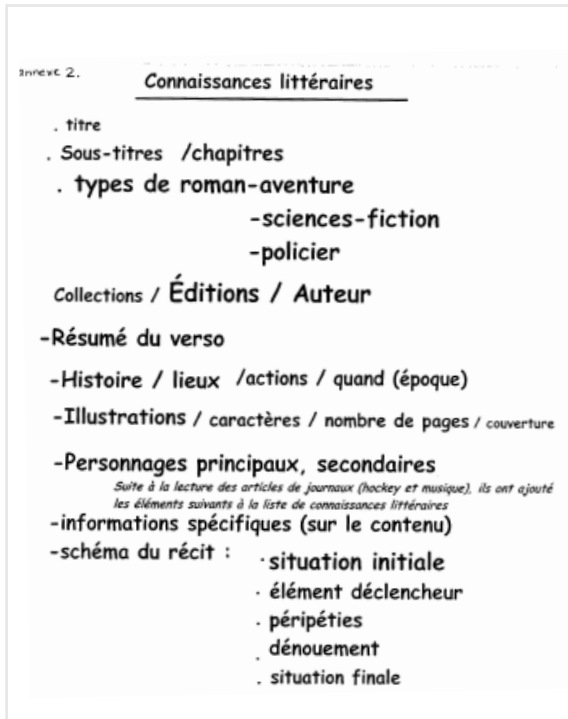 annexe 2.
Connaissances littéraires
. titre
. Sous-titres /chapitres
. types de roman-aventure
-sciences-fiction
-policier
Collections / Éditions / Auteur
-Résumé du verso
-Histoire / lieux /actions / quand (époque)
-Illustrations / caractères / nombre de pages / couverture
-Personnages principaux, secondaires
Suite à la lecture des articles de journaux (hockey et musique), ils ont ajouté
les éléments suivants à la liste de connaissances littéraires
-informations spécifiques (sur le contenu)
-schéma du récit : · situation initiale
· élément déclencheur
· péripéties
. dénouement
. situation finale